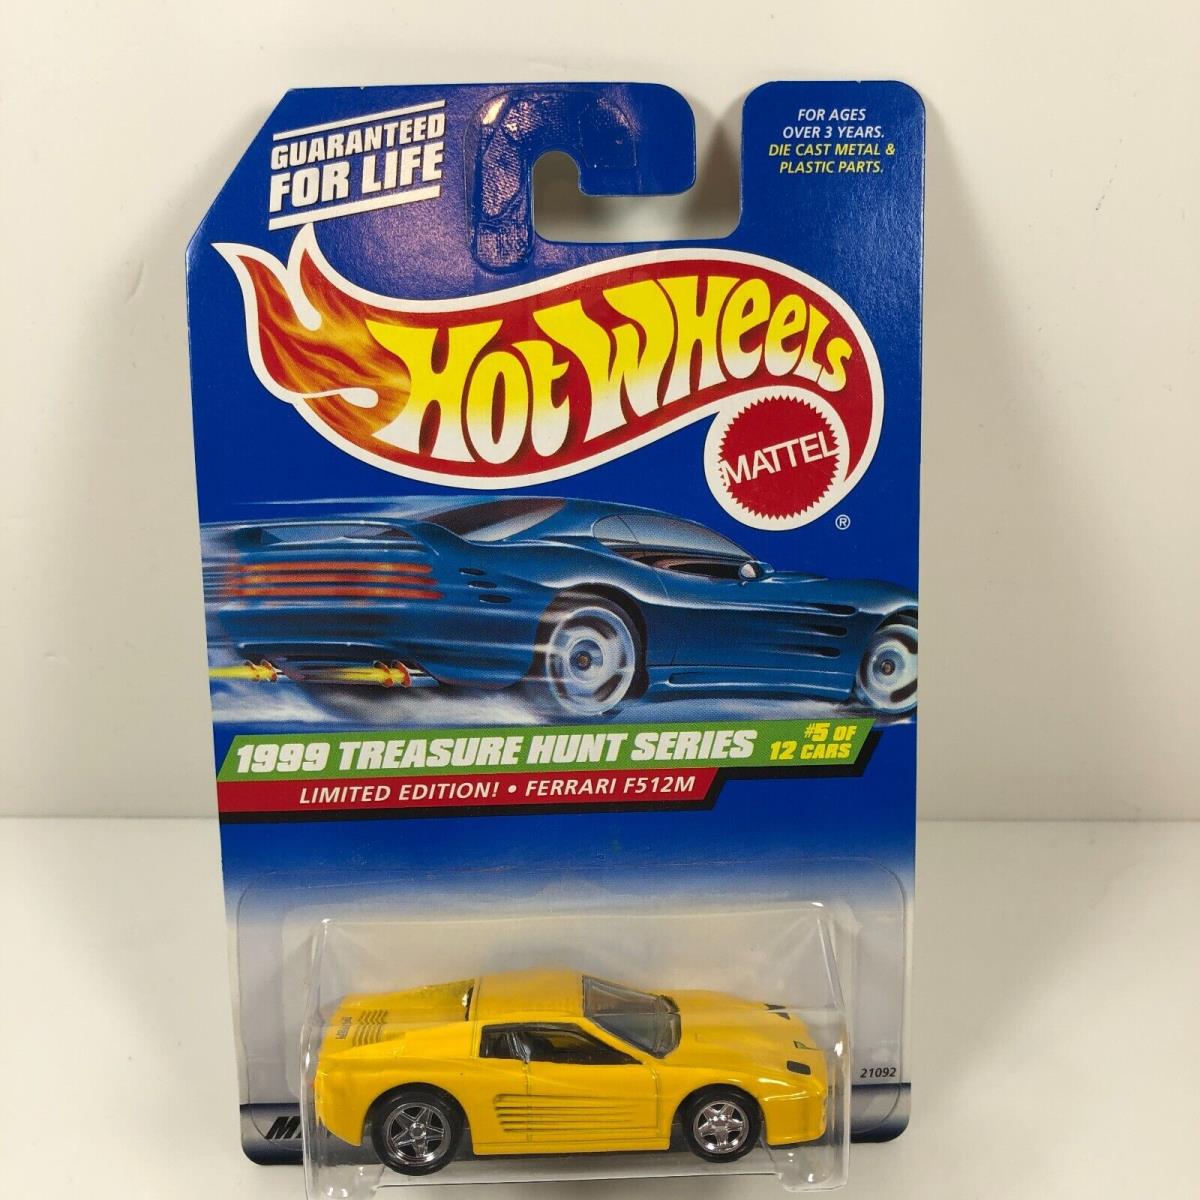 GUARANTEED
FOR LIFE
FOR AGES
OVER 3 YEARS.
DIE CAST METAL &
PLASTIC PARTS.
HOT WHEELS
MATTEL
®
1999 TREASURE HUNT SERIES
#5 OF
12 CARS
LIMITED EDITION! • FERRARI F512M
21092